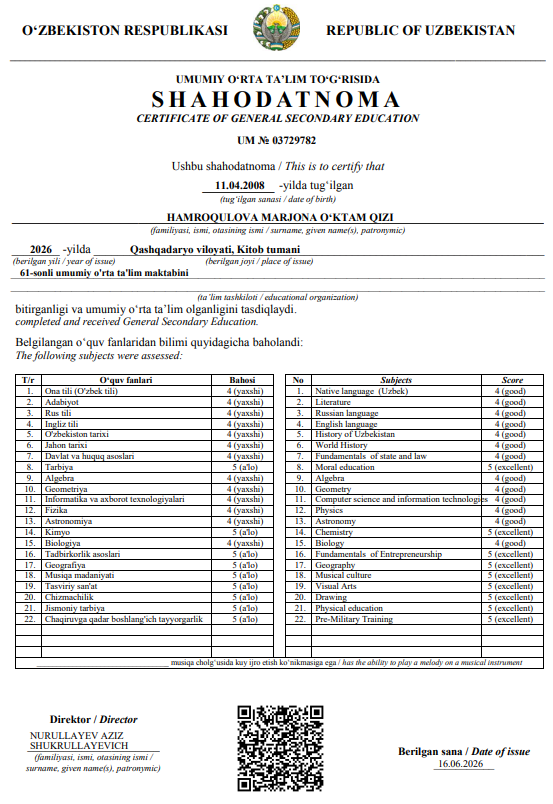 O‘ZBEKISTON RESPUBLIKASI REPUBLIC OF UZBEKISTAN
UMUMIY O‘RTA TA’LIM TO‘G‘RISIDA
SHAHODATNOMA
CERTIFICATE OF GENERAL SECONDARY EDUCATION
UM № 03729782
Ushbu shahodatnoma / This is to certify that
11.04.2008 -yilda tug‘ilgan
(tug‘ilgan sanasi / date of birth)
HAMROQULOVA MARJONA O‘KTAM QIZI
(familiyasi, ismi, otasining ismi / surname, given name(s), patronymic)
2026 -yilda Qashqadaryo viloyati, Kitob tumani
(berilgan yili / year of issue) (berilgan joyi / place of issue)
61-sonli umumiy o'rta ta'lim maktabini
(ta’lim tashkiloti / educational organization)
bitirganligi va umumiy o‘rta ta’lim olganligini tasdiqlaydi.
completed and received General Secondary Education.
Belgilangan o‘quv fanlaridan bilimi quyidagicha baholandi:
The following subjects were assessed:
T/r O‘quv fanlari Bahosi
1. Ona tili (O'zbek tili) 4 (yaxshi)
2. Adabiyot 4 (yaxshi)
3. Rus tili 4 (yaxshi)
4. Ingliz tili 4 (yaxshi)
5. O'zbekiston tarixi 4 (yaxshi)
6. Jahon tarixi 4 (yaxshi)
7. Davlat va huquq asoslari 4 (yaxshi)
8. Tarbiya 5 (a'lo)
9. Algebra 4 (yaxshi)
10. Geometriya 4 (yaxshi)
11. Informatika va axborot texnologiyalari 4 (yaxshi)
12. Fizika 4 (yaxshi)
13. Astronomiya 4 (yaxshi)
14. Kimyo 5 (a'lo)
15. Biologiya 4 (yaxshi)
16. Tadbirkorlik asoslari 5 (a'lo)
17. Geografiya 5 (a'lo)
18. Musiqa madaniyati 5 (a'lo)
19. Tasviriy san'at 5 (a'lo)
20. Chizmachilik 5 (a'lo)
21. Jismoniy tarbiya 5 (a'lo)
22. Chaqiruvga qadar boshlang'ich tayyorgarlik 5 (a'lo)
No Subjects Score
1. Native language (Uzbek) 4 (good)
2. Literature 4 (good)
3. Russian language 4 (good)
4. English language 4 (good)
5. History of Uzbekistan 4 (good)
6. World History 4 (good)
7. Fundamentals of state and law 4 (good)
8. Moral education 5 (excellent)
9. Algebra 4 (good)
10. Geometry 4 (good)
11. Computer science and information technologies 4 (good)
12. Physics 4 (good)
13. Astronomy 4 (good)
14. Chemistry 5 (excellent)
15. Biology 4 (good)
16. Fundamentals of Entrepreneurship 5 (excellent)
17. Geography 5 (excellent)
18. Musical culture 5 (excellent)
19. Visual Arts 5 (excellent)
20. Drawing 5 (excellent)
21. Physical education 5 (excellent)
22. Pre-Military Training 5 (excellent)
musiqa cholg‘usida kuy ijro etish ko‘nikmasiga ega / has the ability to play a melody on a musical instrument
Direktor / Director
NURULLAYEV AZIZ
SHUKRULLAYEVICH
(familiyasi, ismi, otasining ismi /
surname, given name(s), patronymic)
Berilgan sana / Date of issue
16.06.2026